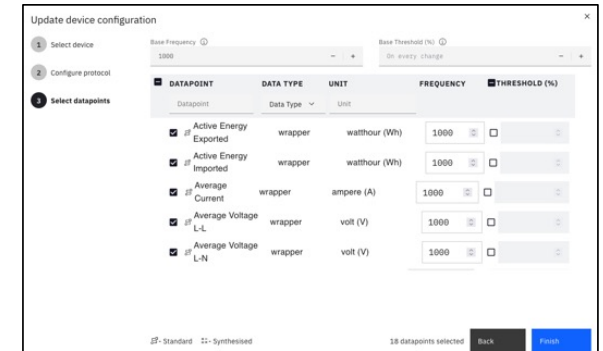 Update device configuration
×
1 Select device
2 Configure protocol
3 Select datapoints
Base Frequency
1000
Base Threshold (%)
On every change
DATAPOINT DATA TYPE UNIT FREQUENCY THRESHOLD (%)
Datapoint Data Type Unit
Active Energy Exported wrapper watthour (Wh) 1000
Active Energy Imported wrapper watthour (Wh) 1000
Average Current wrapper ampere (A) 1000
Average Voltage L-L wrapper volt (V) 1000
Average Voltage L-N wrapper volt (V) 1000
- Standard - Synthesised
18 datapoints selected
Back
Finish